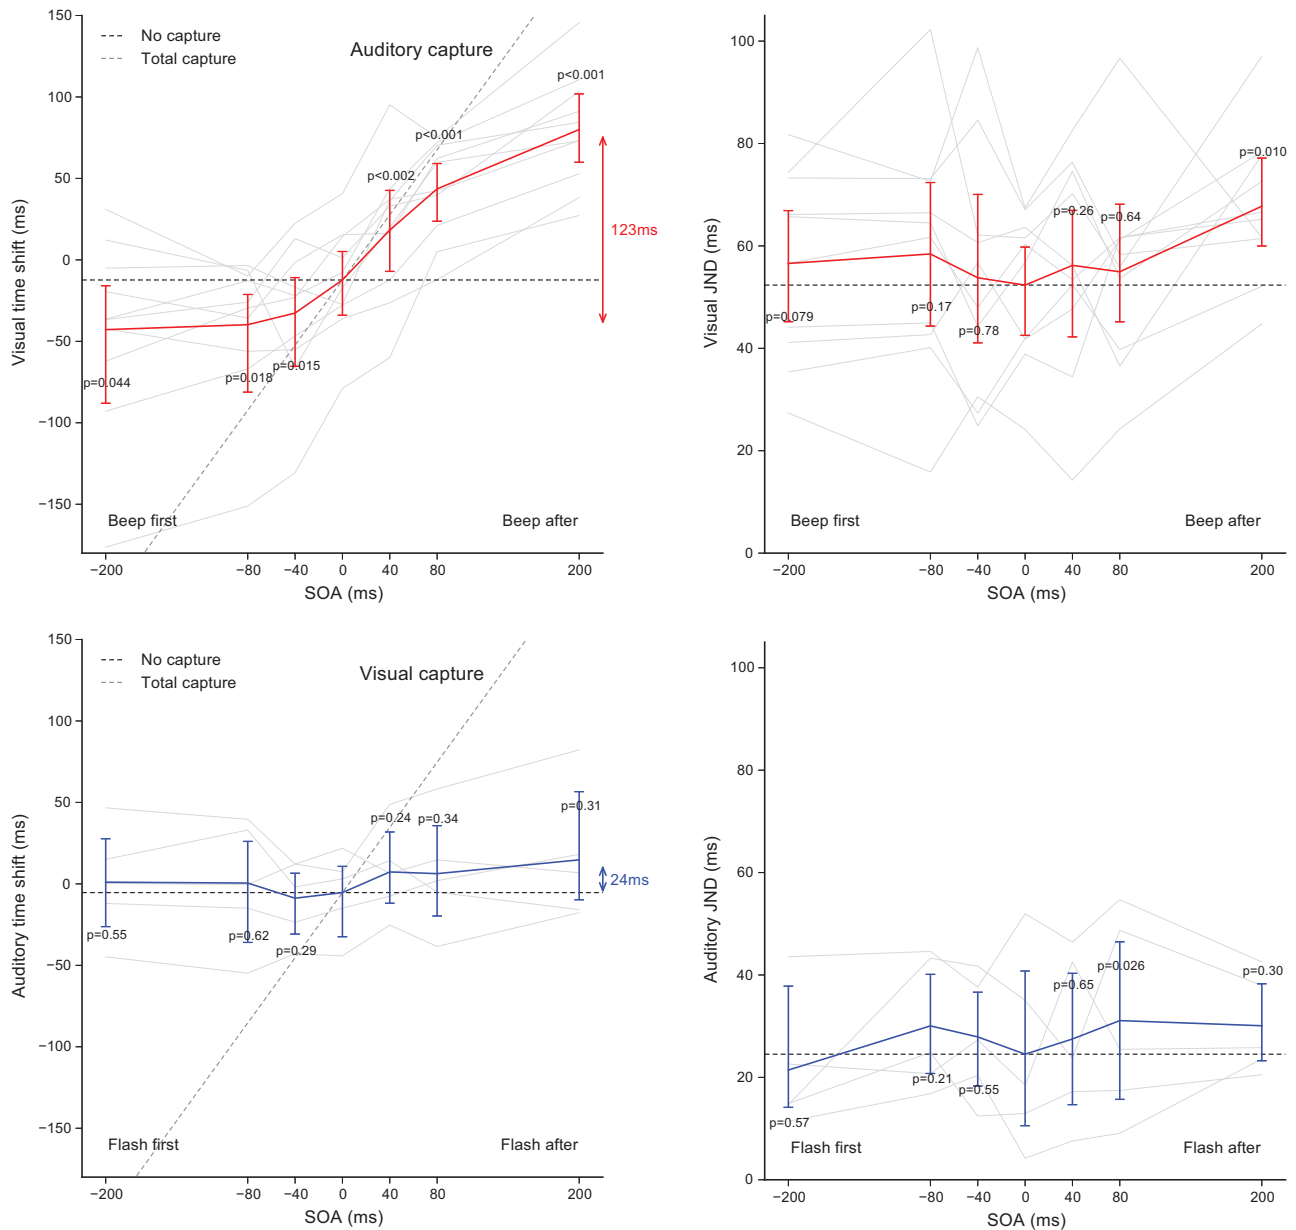 150
100
50
0
−50
−100
−150
Visual time shift (ms)
No capture
Total capture
Auditory capture
p=0.044
p=0.018
p=0.015
p<0.002
p<0.001
p<0.001
123ms
Beep first
Beep after
−200
−80
−40
0
40
80
200
SOA (ms)
100
80
60
40
20
0
Visual JND (ms)
p=0.079
p=0.17
p=0.78
p=0.26
p=0.64
p=0.010
Beep first
Beep after
−200
−80
−40
0
40
80
200
SOA (ms)
150
100
50
0
−50
−100
−150
Auditory time shift (ms)
No capture
Total capture
Visual capture
p=0.55
p=0.62
p=0.29
p=0.24
p=0.34
p=0.31
24ms
Flash first
Flash after
−200
−80
−40
0
40
80
200
SOA (ms)
100
80
60
40
20
0
Auditory JND (ms)
p=0.57
p=0.21
p=0.55
p=0.65
p=0.026
p=0.30
Flash first
Flash after
−200
−80
−40
0
40
80
200
SOA (ms)